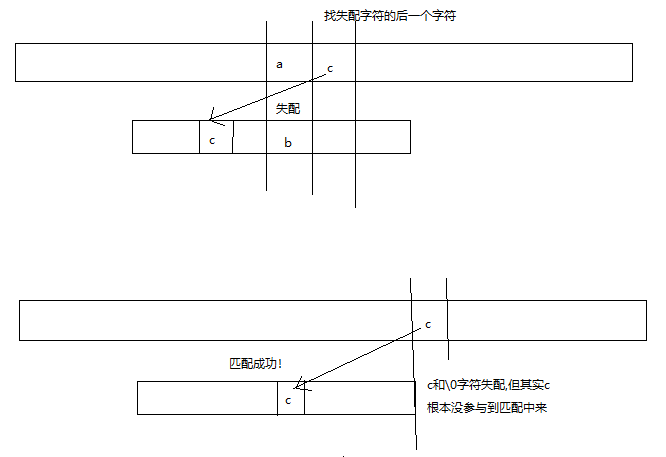 找失配字符的后一个字符
a
c
失配
c
b
c
匹配成功!
c
c和\0字符失配,但其实c
根本没参与到匹配中来